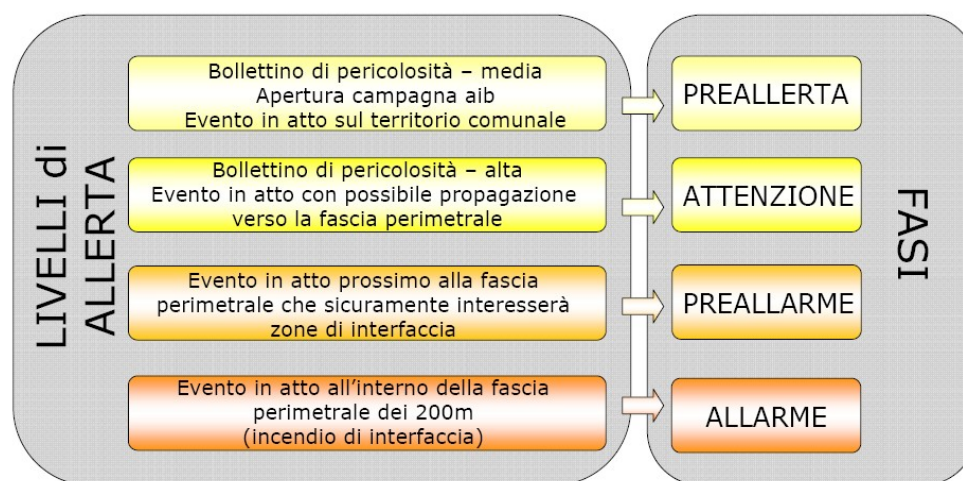 LIVELLI di
ALLERTA
Bollettino di pericolosità – media
Apertura campagna aib
Evento in atto sul territorio comunale
PREALLERTA
Bollettino di pericolosità – alta
Evento in atto con possibile propagazione
verso la fascia perimetrale
ATTENZIONE
Evento in atto prossimo alla fascia
perimetrale che sicuramente interesserà
zone di interfaccia
PREALLARME
Evento in atto all’interno della fascia
perimetrale dei 200m
(incendio di interfaccia)
ALLARME
FASI